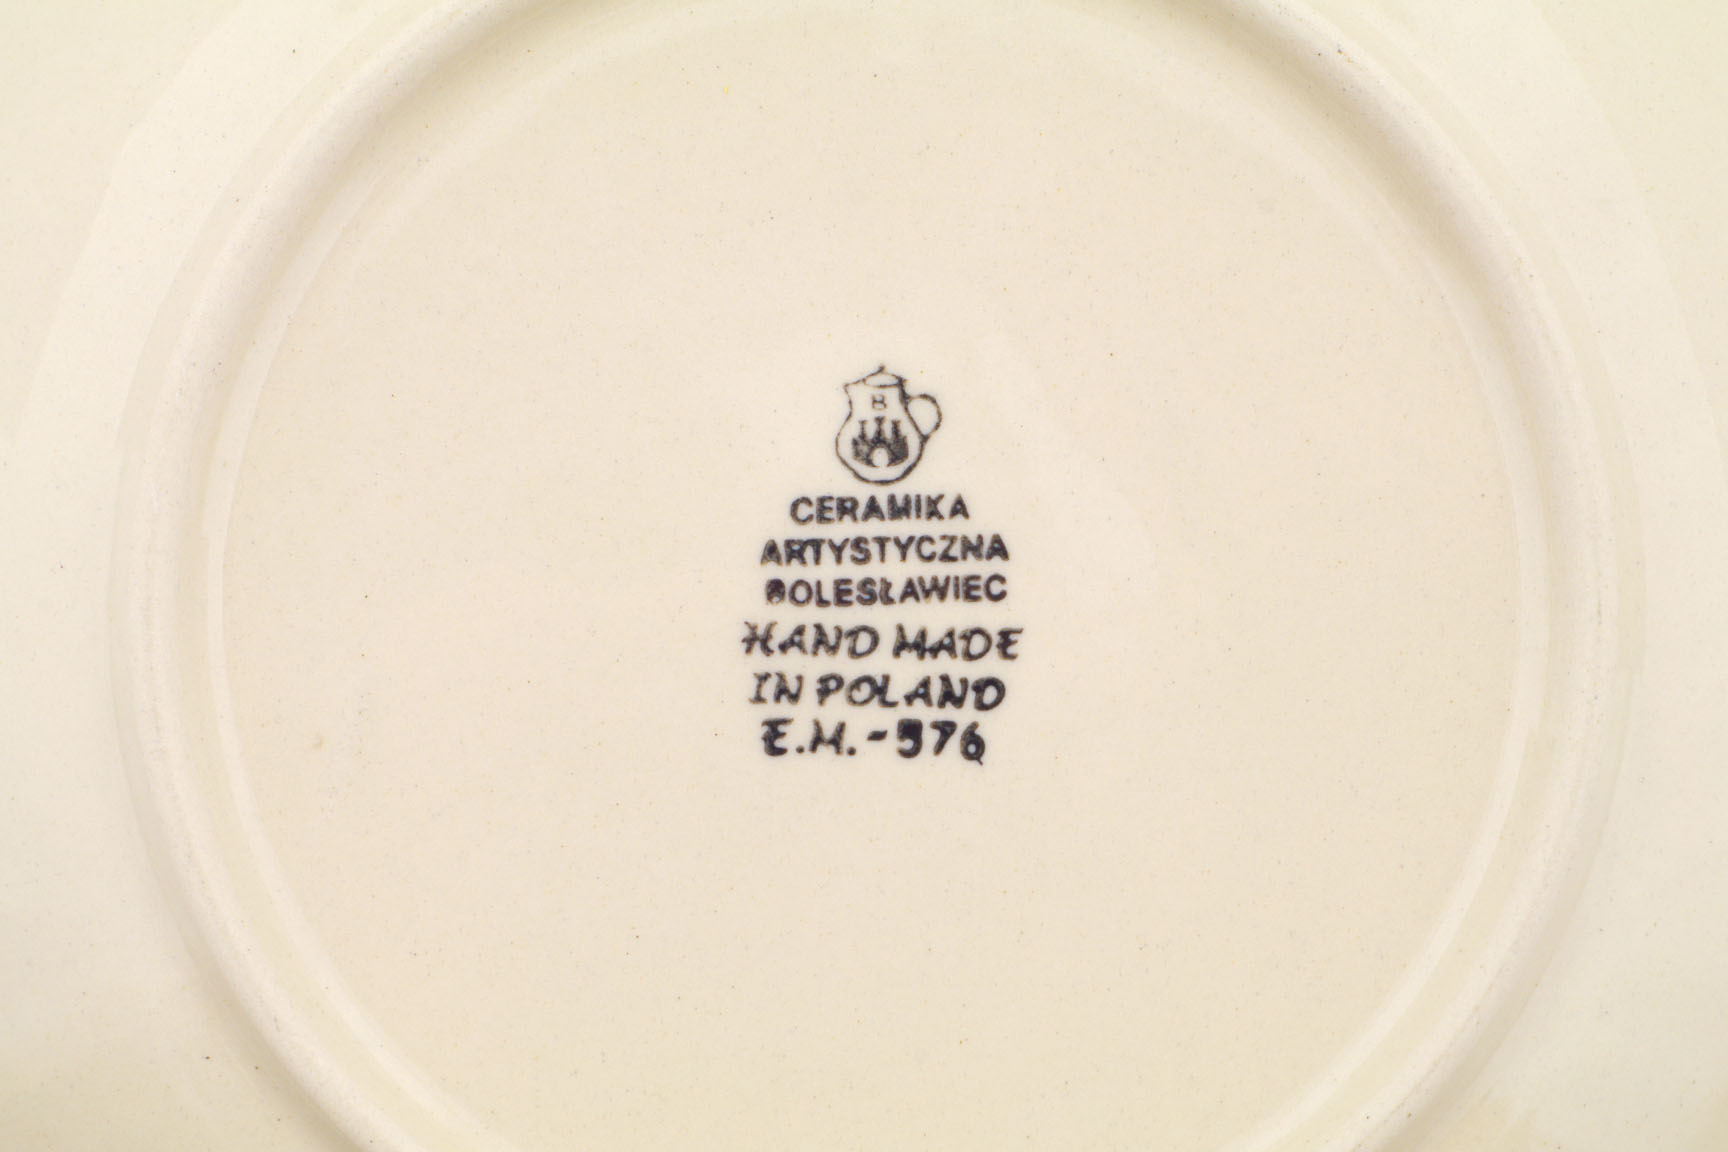 B
CERAMIKA
ARTYSTYCZNA
BOLESŁAWIEC
HAND MADE
IN POLAND
E.M.-576